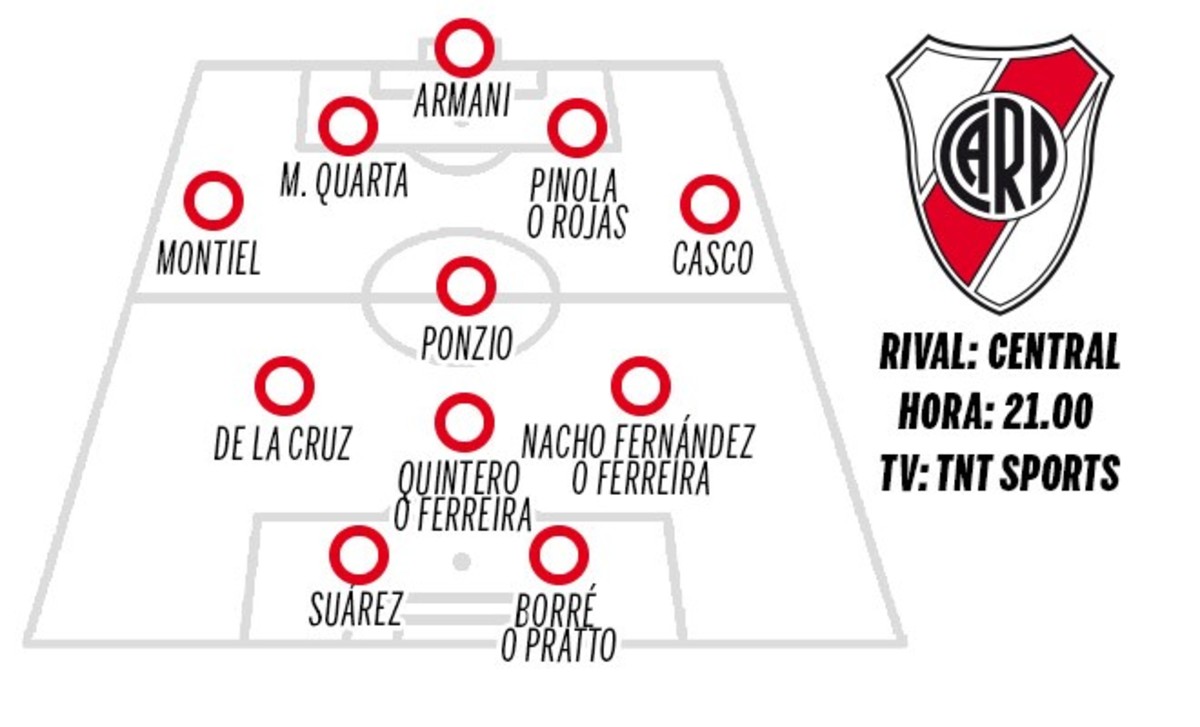 ARMANI
M. QUARTA
PINOLA
O ROJAS
MONTIEL
CASCO
PONZIO
DE LA CRUZ
QUINTERO
O FERREIRA
NACHO FERNÁNDEZ
O FERREIRA
SUÁREZ
BORRÉ
O PRATTO
CARP
RIVAL: CENTRAL
HORA: 21.00
TV: TNT SPORTS